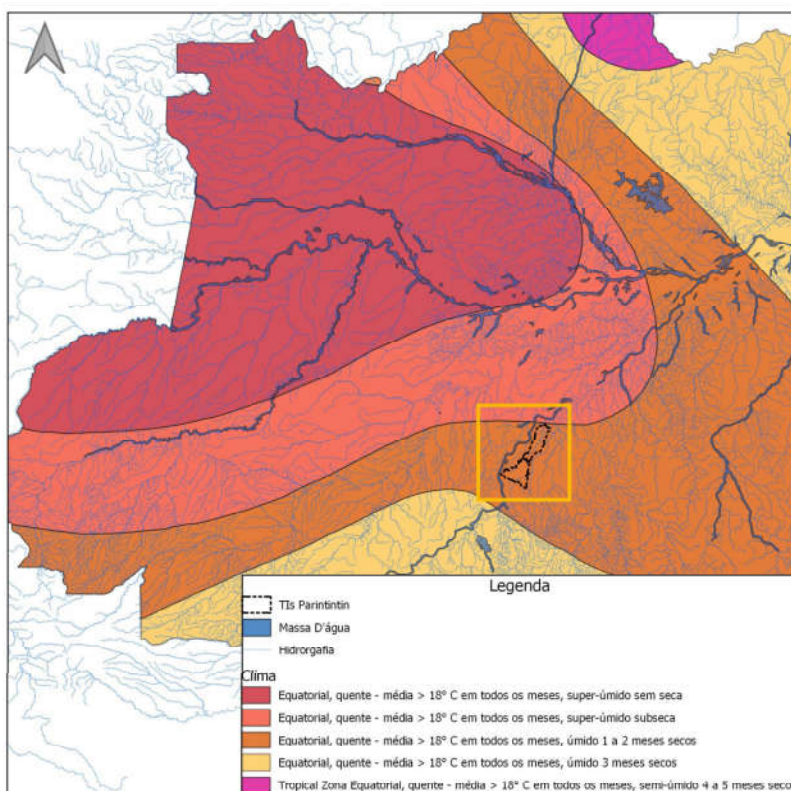 Legenda
TIs Parintintin
Massa D'água
Hidrorgafia
Clima
Equatorial, quente - média > 18° C em todos os meses, super-úmido sem seca
Equatorial, quente - média > 18° C em todos os meses, super-úmido subseca
Equatorial, quente - média > 18° C em todos os meses, úmido 1 a 2 meses secos
Equatorial, quente - média > 18° C em todos os meses, úmido 3 meses secos
Tropical Zona Equatorial, quente - média > 18° C em todos os meses, semi-úmido 4 a 5 meses seco